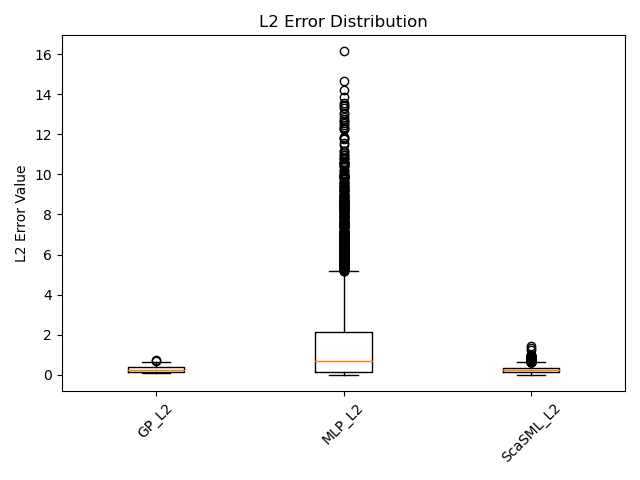 L2 Error Distribution
L2 Error Value
16
14
12
10
8
6
4
2
0
GP_L2
MLP_L2
ScaSML_L2